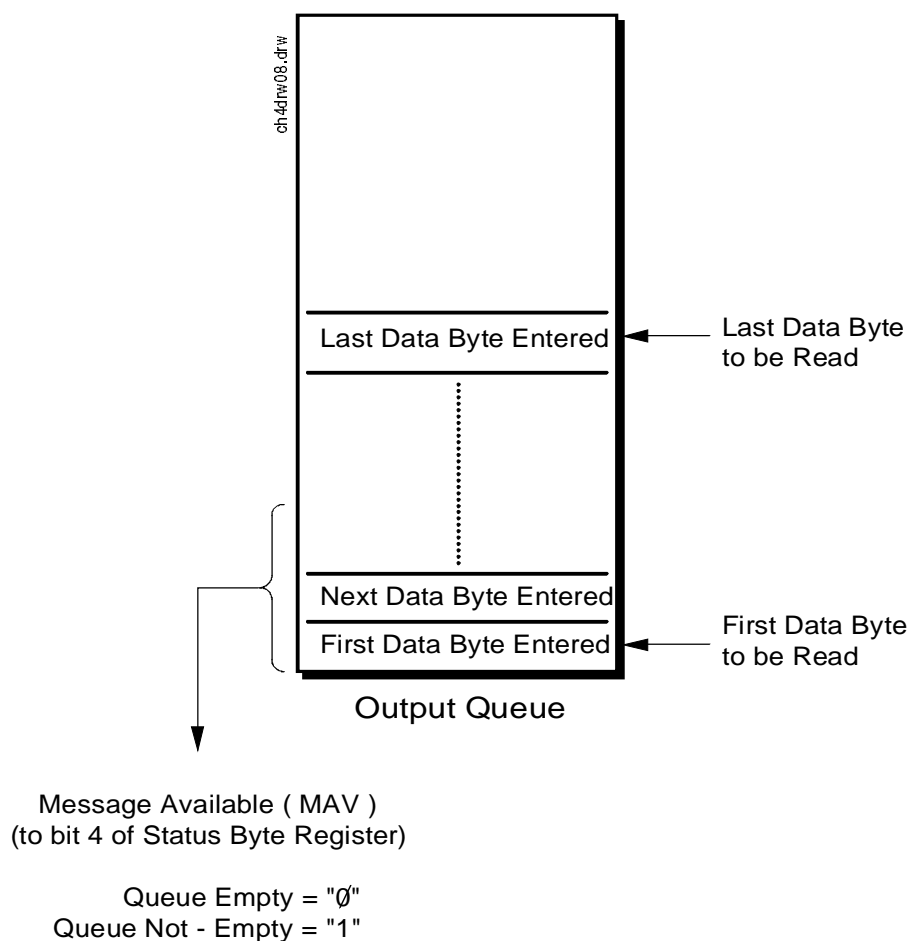 ch4drw08.drw
Last Data Byte Entered
Last Data Byte
to be Read
Next Data Byte Entered
First Data Byte Entered
First Data Byte
to be Read
Output Queue
Message Available ( MAV )
(to bit 4 of Status Byte Register)
Queue Empty = "0̸"
Queue Not - Empty = "1"